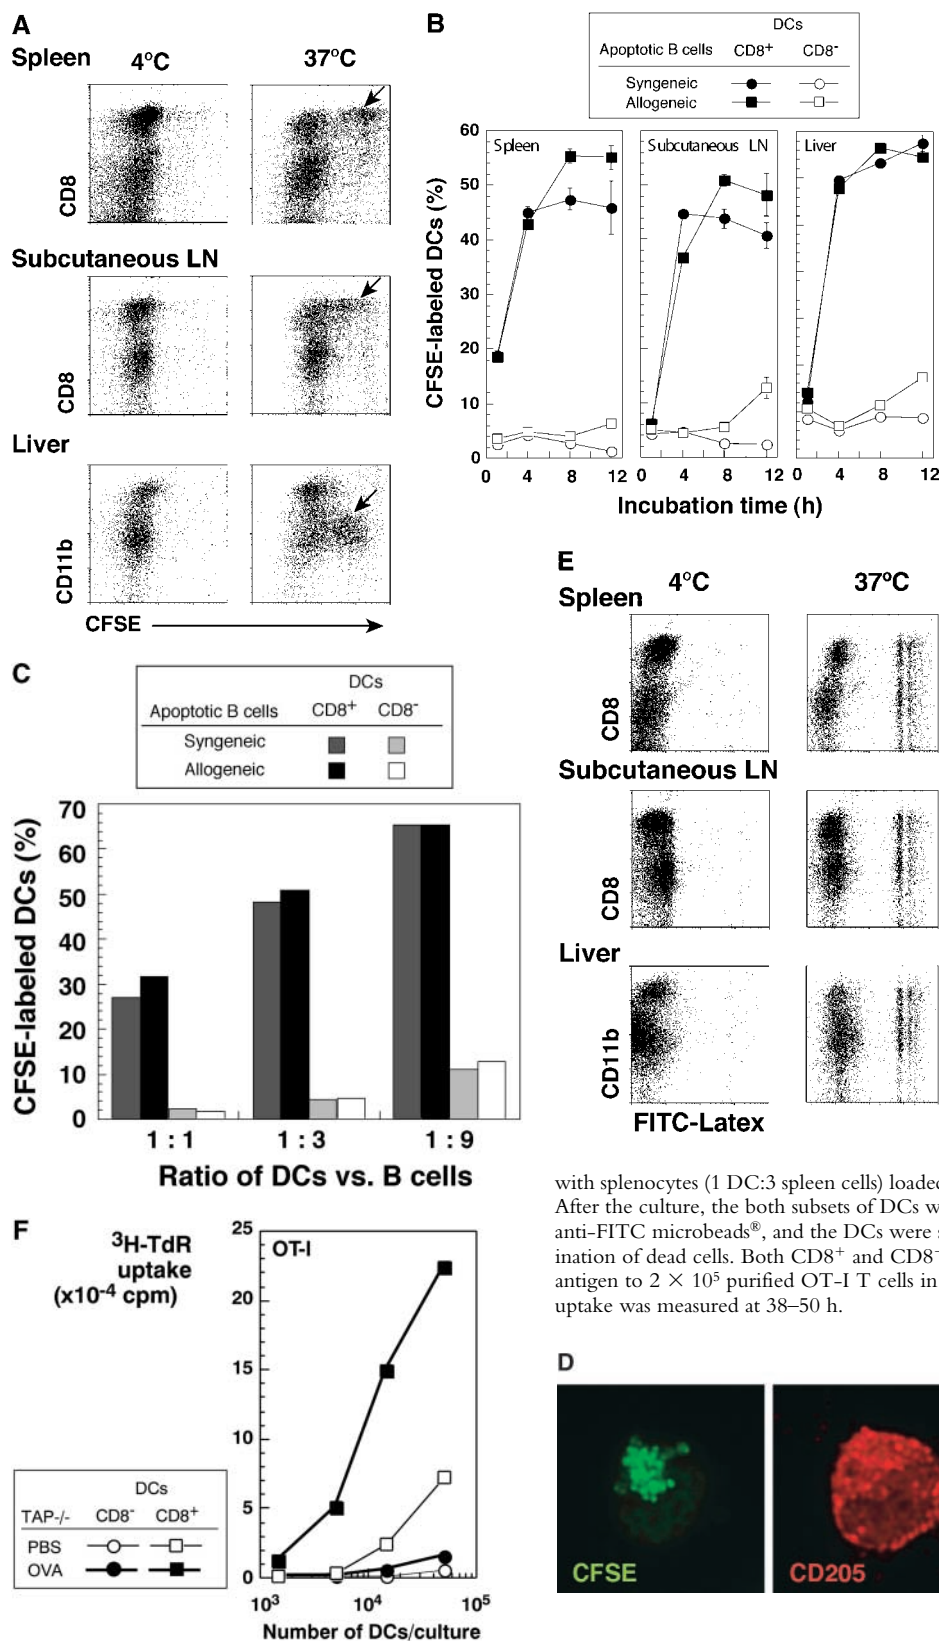 A
Spleen
4ºC
37ºC
CD8
Subcutaneous LN
CD8
Liver
CD11b
CFSE
B
DCs
Apoptotic B cells CD8+ CD8-
Syngeneic
Allogeneic
60
50
40
30
20
10
0
CFSE-labeled DCs (%)
Spleen
Subcutaneous LN
Liver
0 4 8 12
0 4 8 12
0 4 8 12
Incubation time (h)
C
DCs
Apoptotic B cells CD8+ CD8-
Syngeneic
Allogeneic
70
60
50
40
30
20
10
0
CFSE-labeled DCs (%)
1 : 1
1 : 3
1 : 9
Ratio of DCs vs. B cells
E
4ºC
37ºC
Spleen
CD8
Subcutaneous LN
CD8
Liver
CD11b
FITC-Latex
with splenocytes (1 DC:3 spleen cells) loaded
After the culture, the both subsets of DCs w
anti-FITC microbeads®, and the DCs were s
ination of dead cells. Both CD8+ and CD8−
antigen to 2 × 10⁵ purified OT-I T cells in
uptake was measured at 38–50 h.
F
³H-TdR
uptake
(x10⁻⁴ cpm)
OT-I
25
20
15
10
5
0
10³
10⁴
10⁵
Number of DCs/culture
DCs
TAP-/- CD8- CD8+
PBS
OVA
D
CFSE
CD205